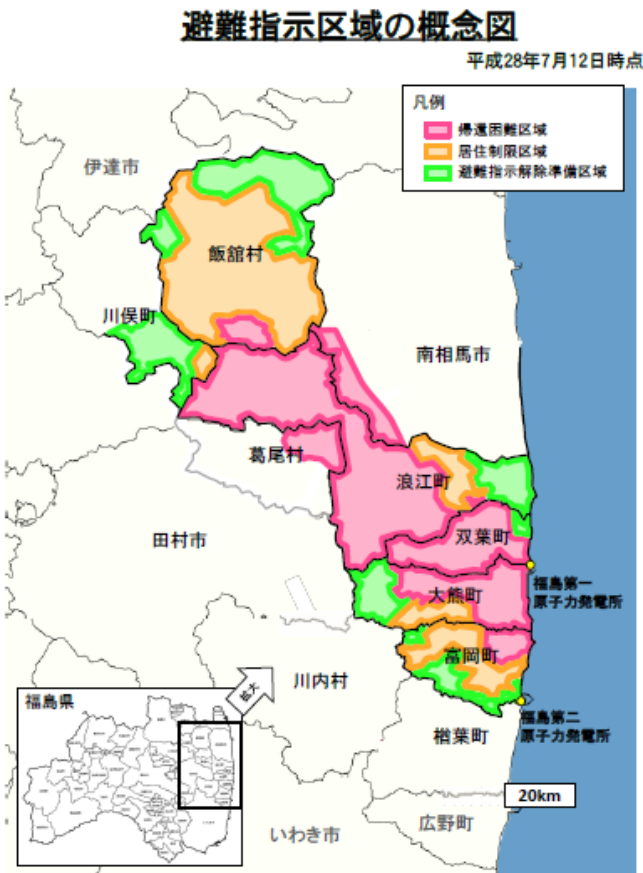 避難指示区域の概念図
平成28年7月12日時点
凡例
帰還困難区域
居住制限区域
避難指示解除準備区域
伊達市
飯舘村
川俣町
南相馬市
葛尾村
浪江町
田村市
双葉町
福島第一
原子力発電所
大熊町
富岡町
川内村
拡大
福島県
福島第二
原子力発電所
楢葉町
20km
広野町
いわき市